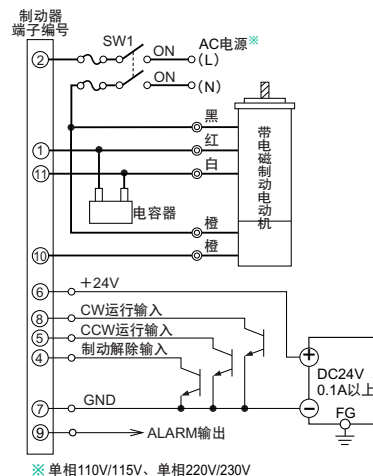 制动器
端子编号
SW1
ON
AC电源※
(L)
②
ON
(N)
黑
①
红
⑪
白
电容器
带电磁制动电动机
橙
橙
⑩
⑥
+24V
⑧
CW运行输入
⑤
CCW运行输入
④
制动解除输入
+
DC24V
0.1A以上
⑦
GND
−
FG
⑨
ALARM输出
※ 单相110V/115V、单相220V/230V